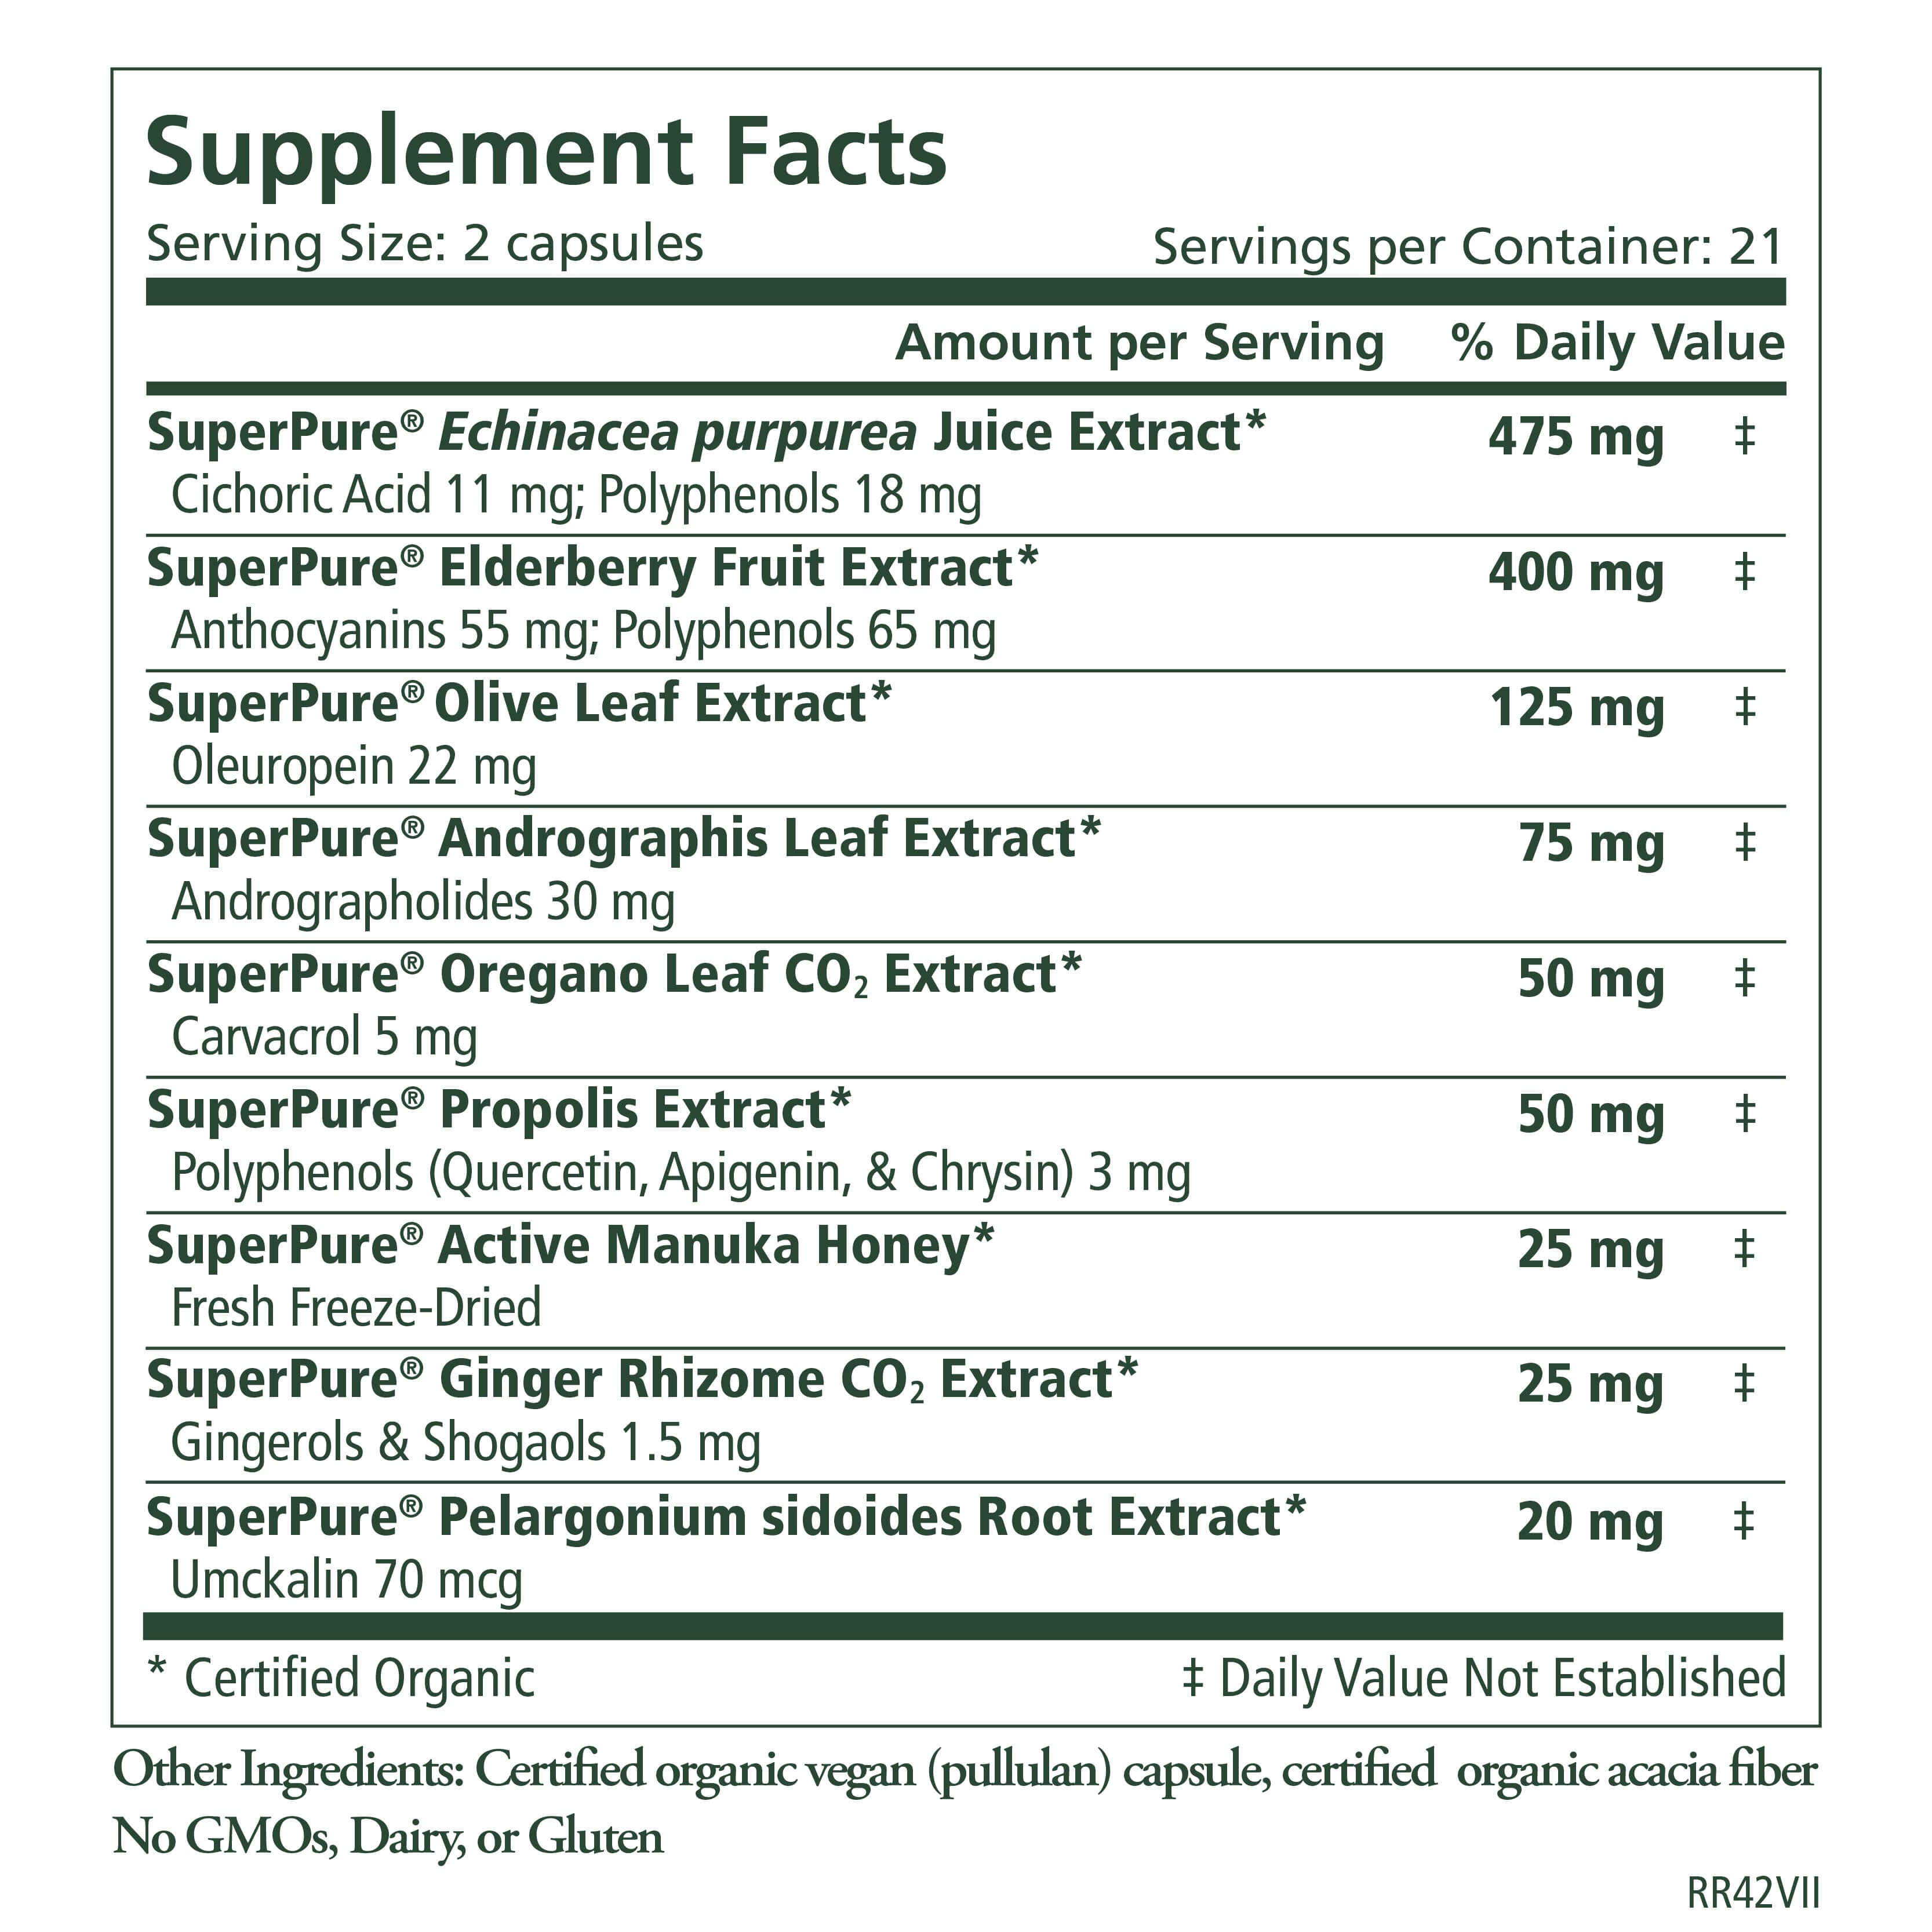 Supplement Facts
Serving Size: 2 capsules Servings per Container: 21
Amount per Serving % Daily Value
SuperPure® Echinacea purpurea Juice Extract* 475 mg ‡
Cichoric Acid 11 mg; Polyphenols 18 mg
SuperPure® Elderberry Fruit Extract* 400 mg ‡
Anthocyanins 55 mg; Polyphenols 65 mg
SuperPure® Olive Leaf Extract* 125 mg ‡
Oleuropein 22 mg
SuperPure® Andrographis Leaf Extract* 75 mg ‡
Andrographolides 30 mg
SuperPure® Oregano Leaf CO₂ Extract* 50 mg ‡
Carvacrol 5 mg
SuperPure® Propolis Extract* 50 mg ‡
Polyphenols (Quercetin, Apigenin, & Chrysin) 3 mg
SuperPure® Active Manuka Honey* 25 mg ‡
Fresh Freeze-Dried
SuperPure® Ginger Rhizome CO₂ Extract* 25 mg ‡
Gingerols & Shogaols 1.5 mg
SuperPure® Pelargonium sidoides Root Extract* 20 mg ‡
Umckalin 70 mcg
* Certified Organic ‡ Daily Value Not Established
Other Ingredients: Certified organic vegan (pullulan) capsule, certified organic acacia fiber
No GMOs, Dairy, or Gluten
RR42VII